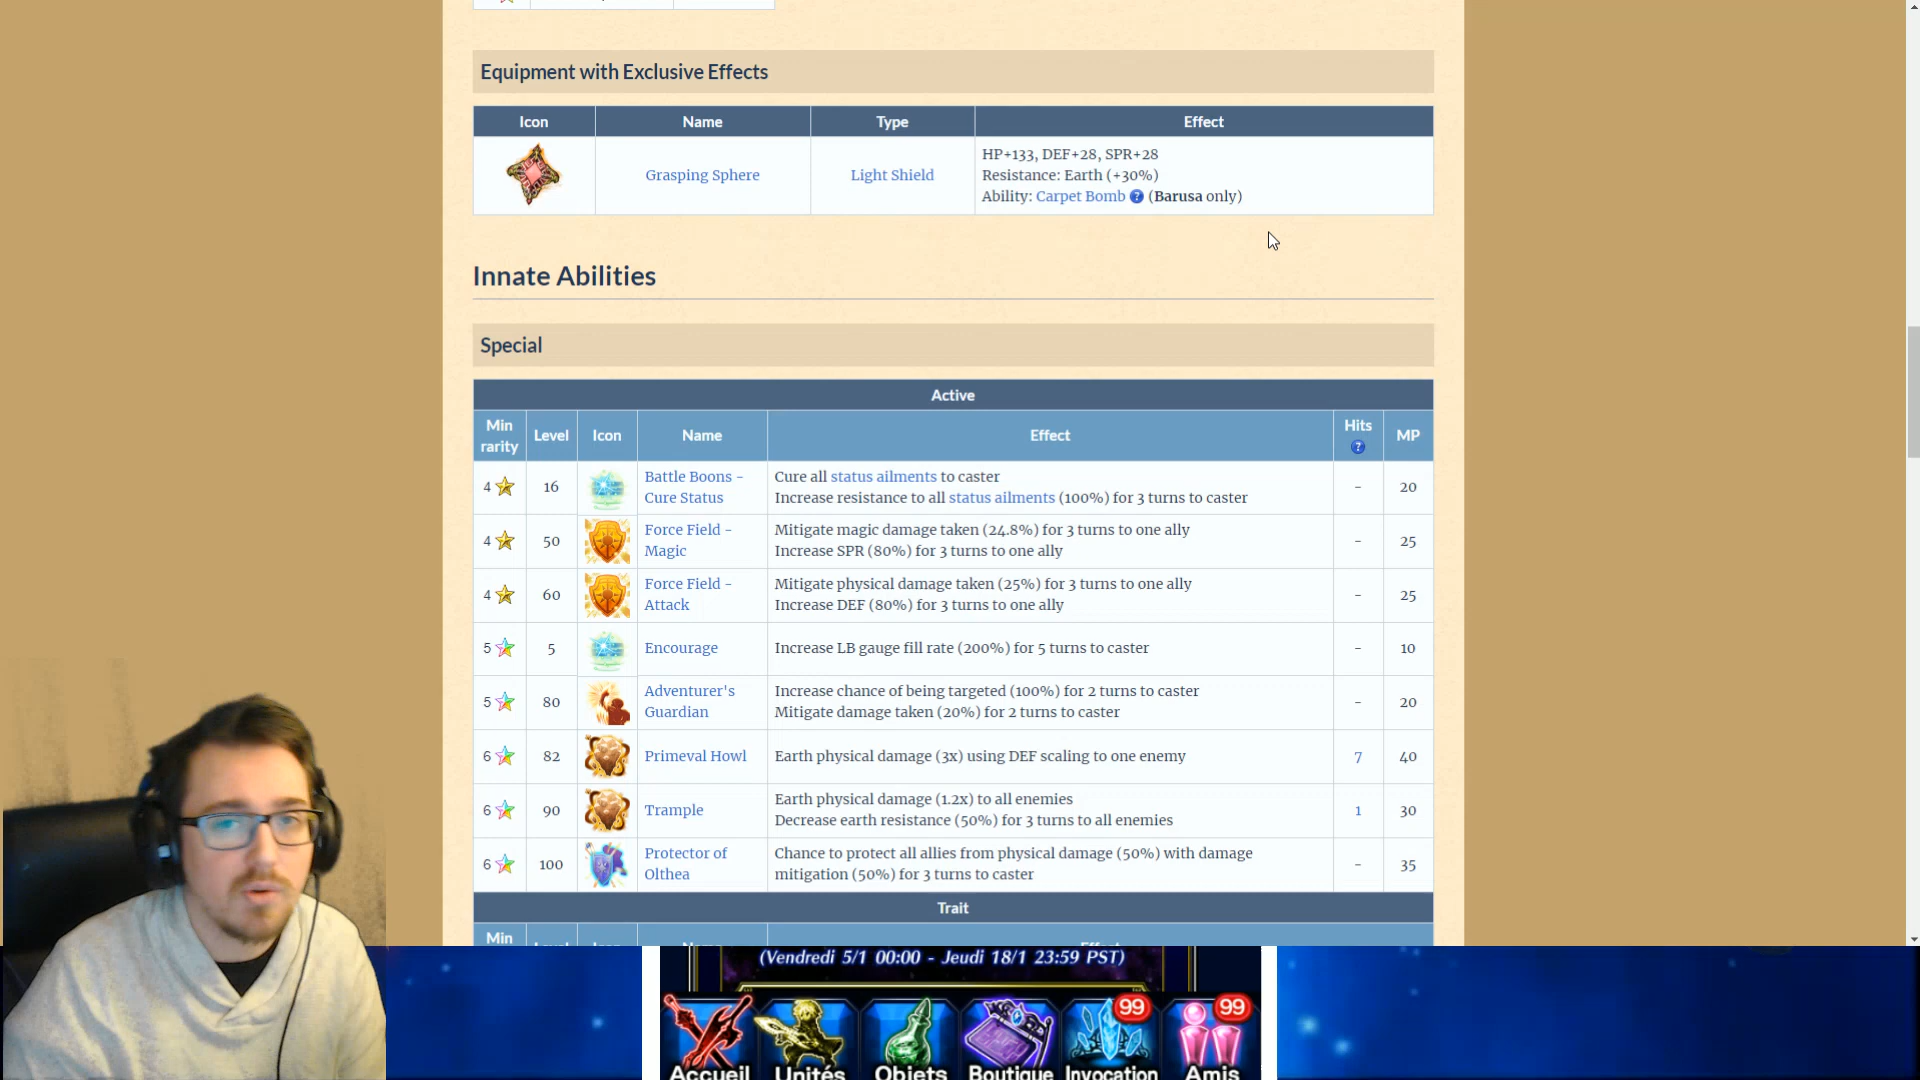 Equipment with Exclusive Effects
Icon Name Type Effect
Grasping Sphere Light Shield
HP+133, DEF+28, SPR+28
Resistance: Earth (+30%)
Ability: Carpet Bomb ? (Barusa only)
Innate Abilities
Special
Active
Min rarity Level Icon Name Effect Hits ? MP
4 16 Battle Boons - Cure Status
Cure all status ailments to caster
Increase resistance to all status ailments (100%) for 3 turns to caster
- 20
4 50 Force Field - Magic
Mitigate magic damage taken (24.8%) for 3 turns to one ally
Increase SPR (80%) for 3 turns to one ally
- 25
4 60 Force Field - Attack
Mitigate physical damage taken (25%) for 3 turns to one ally
Increase DEF (80%) for 3 turns to one ally
- 25
5 5 Encourage Increase LB gauge fill rate (200%) for 5 turns to caster - 10
5 80 Adventurer's Guardian
Increase chance of being targeted (100%) for 2 turns to caster
Mitigate damage taken (20%) for 2 turns to caster
- 20
6 82 Primeval Howl Earth physical damage (3x) using DEF scaling to one enemy 7 40
6 90 Trample
Earth physical damage (1.2x) to all enemies
Decrease earth resistance (50%) for 3 turns to all enemies
1 30
6 100 Protector of Olthea
Chance to protect all allies from physical damage (50%) with damage
mitigation (50%) for 3 turns to caster
- 35
Trait
Min
(Vendredi 5/1 00:00 - Jeudi 18/1 23:59 PST)
99 99
Accueil Unités Objets Boutique Invocation Amis